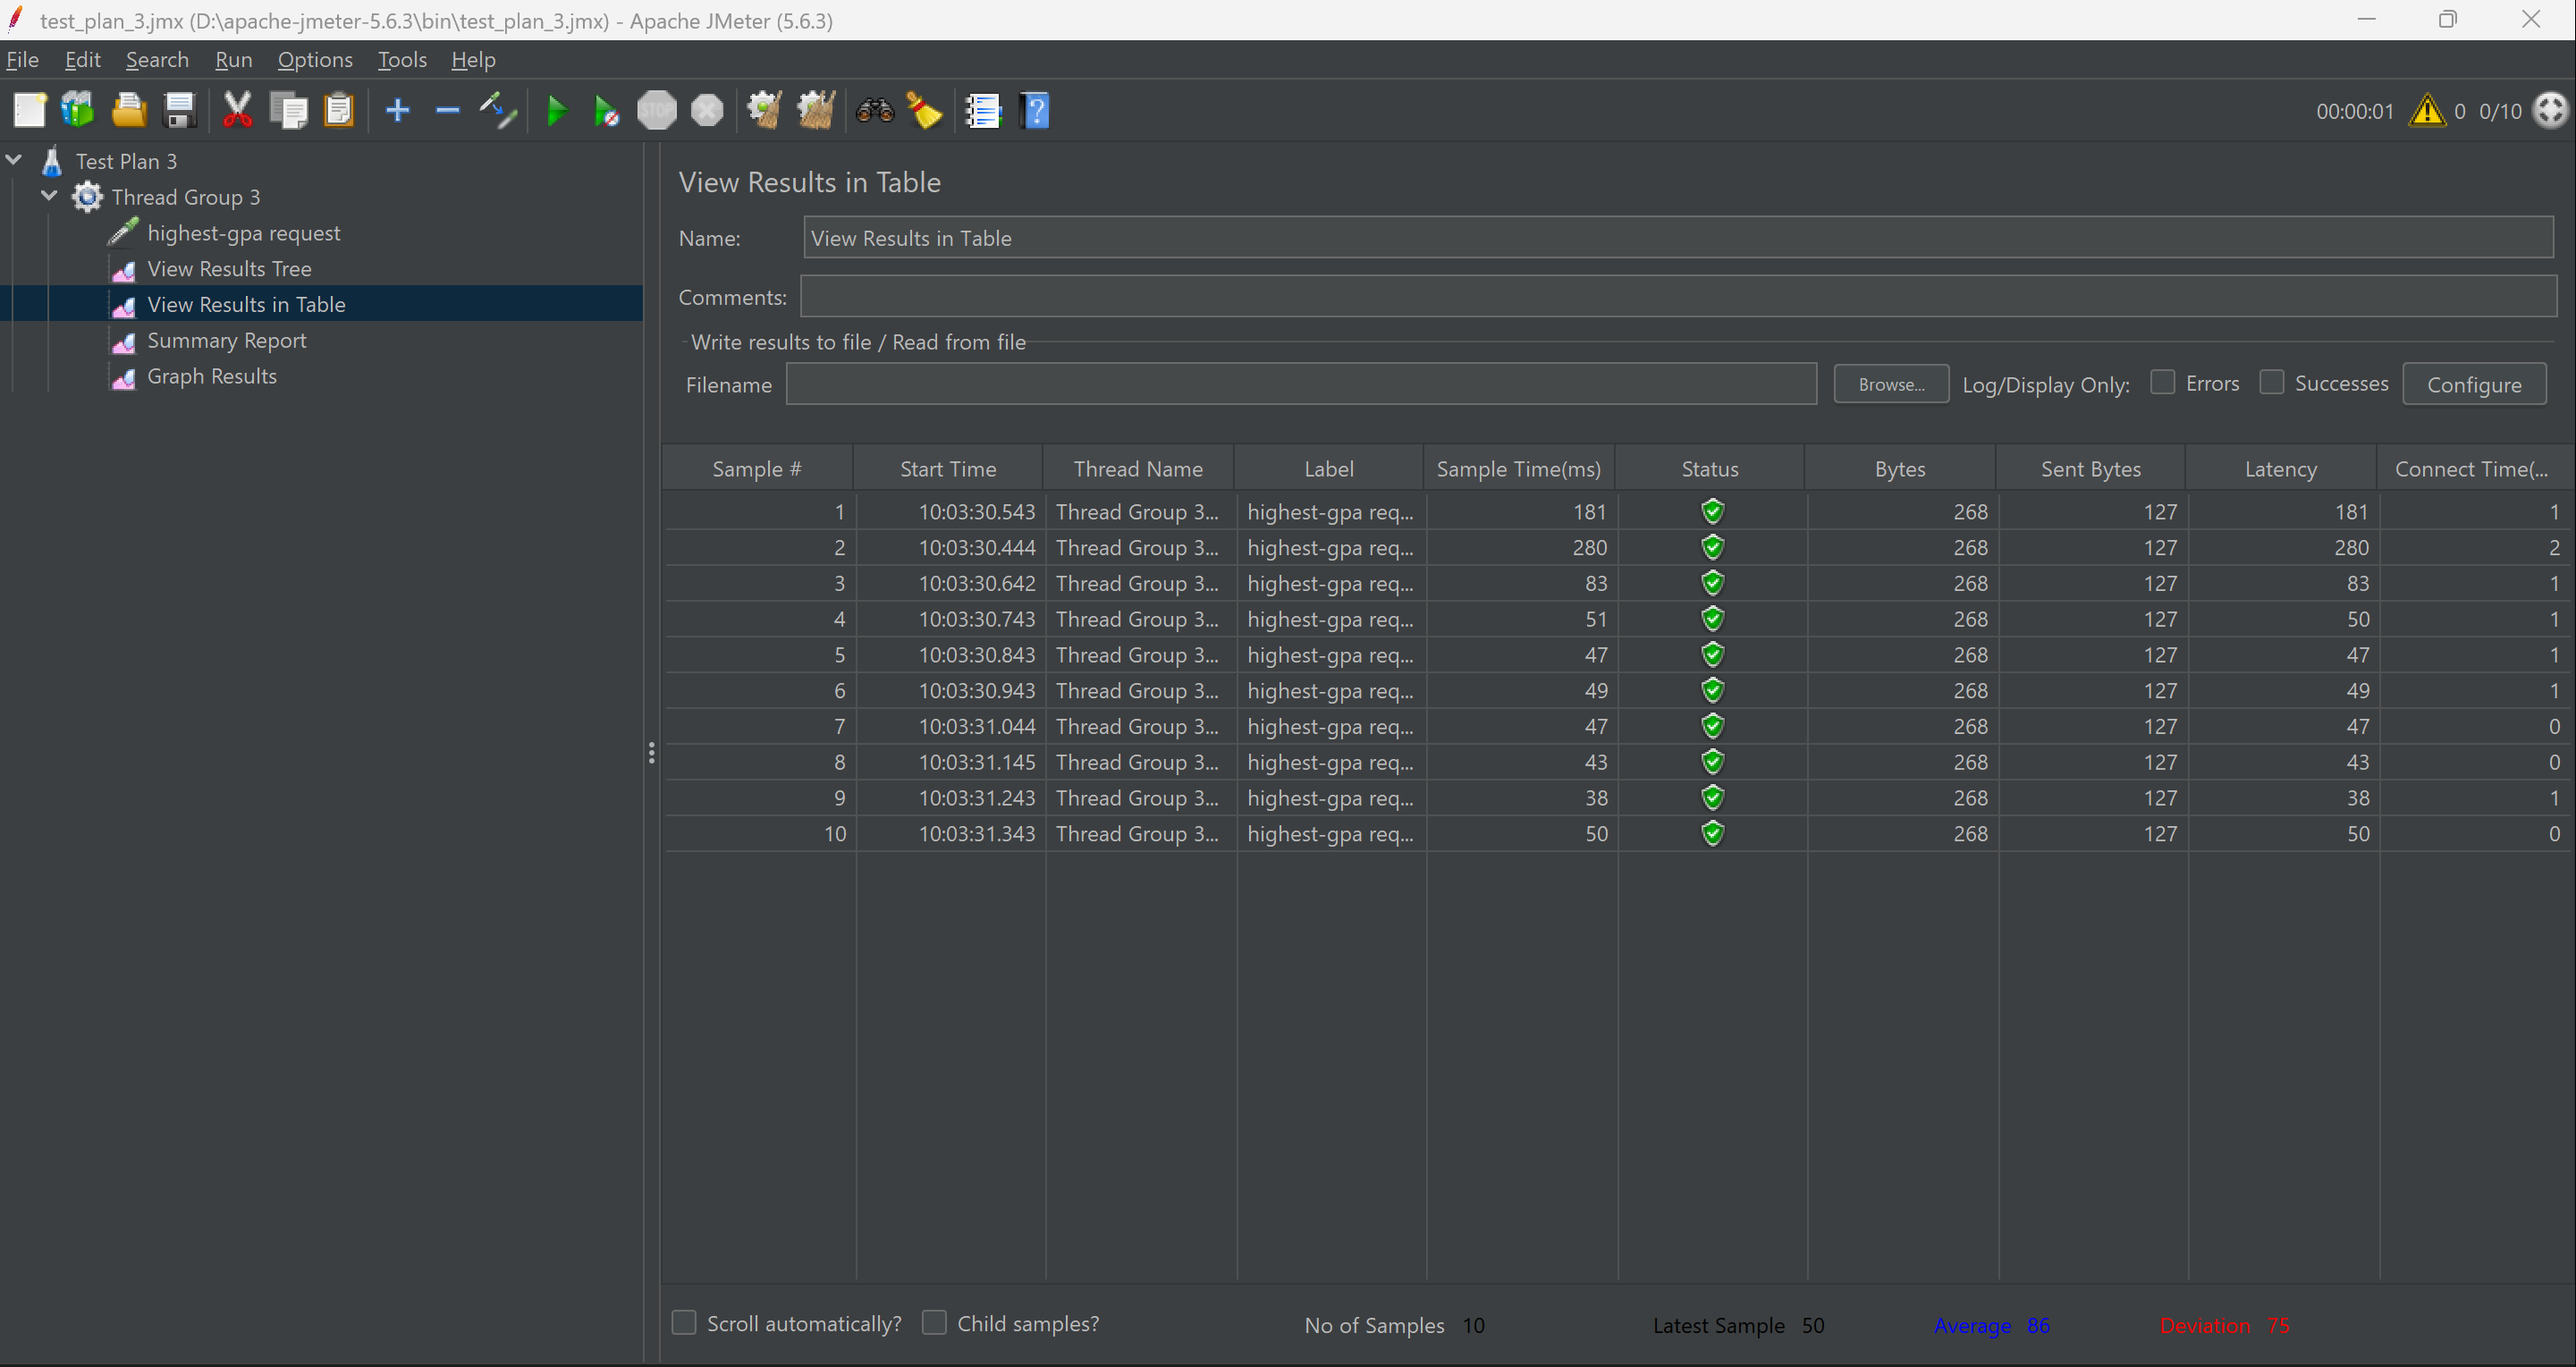 test_plan_3.jmx (D:\apache-jmeter-5.6.3\bin\test_plan_3.jmx) - Apache JMeter (5.6.3)
File Edit Search Run Options Tools Help
STOP 00:00:01 0 0/10
Test Plan 3
Thread Group 3
highest-gpa request
View Results Tree
View Results in Table
Summary Report
Graph Results
View Results in Table
Name: View Results in Table
Comments:
Write results to file / Read from file
Filename Browse... Log/Display Only: Errors Successes Configure
Sample # Start Time Thread Name Label Sample Time(ms) Status Bytes Sent Bytes Latency Connect Time(...
1 10:03:30.543 Thread Group 3... highest-gpa req... 181 268 127 181 1
2 10:03:30.444 Thread Group 3... highest-gpa req... 280 268 127 280 2
3 10:03:30.642 Thread Group 3... highest-gpa req... 83 268 127 83 1
4 10:03:30.743 Thread Group 3... highest-gpa req... 51 268 127 50 1
5 10:03:30.843 Thread Group 3... highest-gpa req... 47 268 127 47 1
6 10:03:30.943 Thread Group 3... highest-gpa req... 49 268 127 49 1
7 10:03:31.044 Thread Group 3... highest-gpa req... 47 268 127 47 0
8 10:03:31.145 Thread Group 3... highest-gpa req... 43 268 127 43 0
9 10:03:31.243 Thread Group 3... highest-gpa req... 38 268 127 38 1
10 10:03:31.343 Thread Group 3... highest-gpa req... 50 268 127 50 0
Scroll automatically? Child samples? No of Samples 10 Latest Sample 50 Average 86 Deviation 75